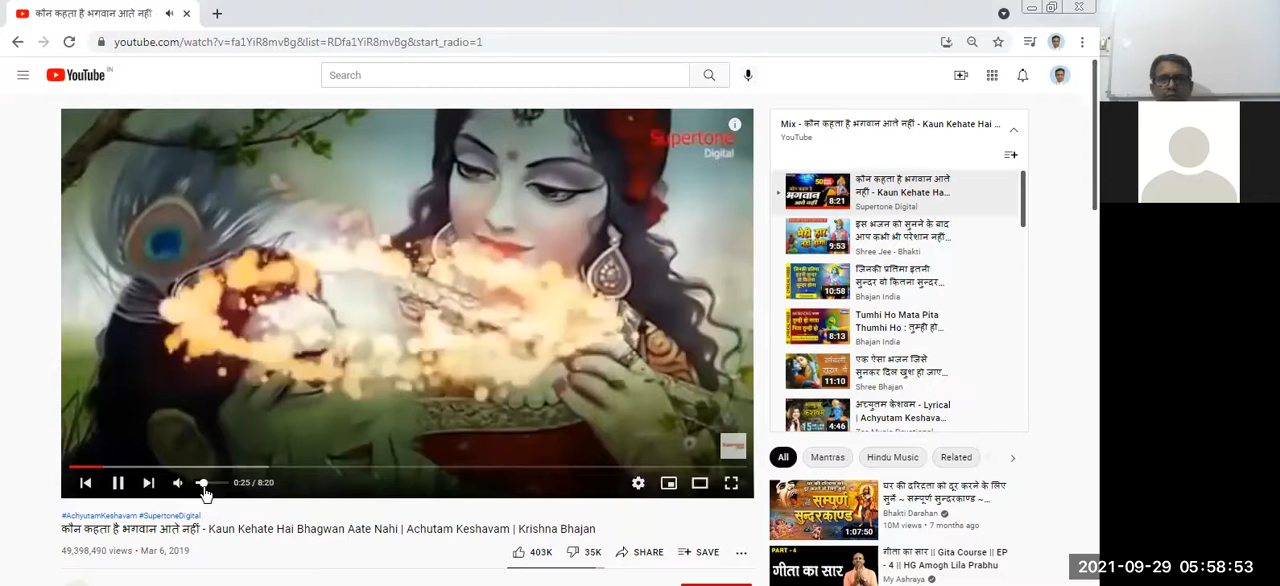 कौन कहता है भगवान आते नहीं
youtube.com/watch?v=fa1YiR8mvBg&list=RDfa1YiR8mvBg&start_radio=1
YouTube IN
Search
Supertone
Digital
0:25 / 8:20
#AchyutamKeshavam #SupertoneDigital
कौन कहता है भगवान आते नहीं - Kaun Kehate Hai Bhagwan Aate Nahi | Achutam Keshavam | Krishna Bhajan
49,398,490 views • Mar 6, 2019
403K
35K
SHARE
SAVE
Mix - कौन कहता है भगवान आते नहीं - Kaun Kehate Hai ...
YouTube
भगवान
आते नहीं
8:21
कौन कहता है भगवान आते
नहीं - Kaun Kehate Ha...
Supertone Digital
9:53
इस भजन को सुनने के बाद
आप कभी भी परेशान नहीं...
Shree Jee - Bhakti
10:58
जिनकी प्रतिमा इतनी
सुन्दर वो कितना सुन्दर...
Bhajan India
8:13
Tumhi Ho Mata Pita
Thumhi Ho : तुम्ही हो...
Bhajan India
11:10
एक ऐसा भजन जिसे
सुनकर दिल खुश हो जाए...
Shree Bhajan
4:46
अच्युतम केशवम - Lyrical
| Achyutam Keshava...
All
Mantras
Hindu Music
Related
सम्पूर्ण
सुन्दरकाण्ड
1:07:50
घर की दरिद्रता को दूर करने के लिए
सुनें ~ सम्पूर्ण सुन्दरकाण्ड ~...
Bhakti Darshan
10M views • 7 months ago
PART - 4
गीता का सार
गीता का सार || Gita Course || EP
- 4 || HG Amogh Lila Prabhu
My Ashraya
2021-09-29 05:58:53